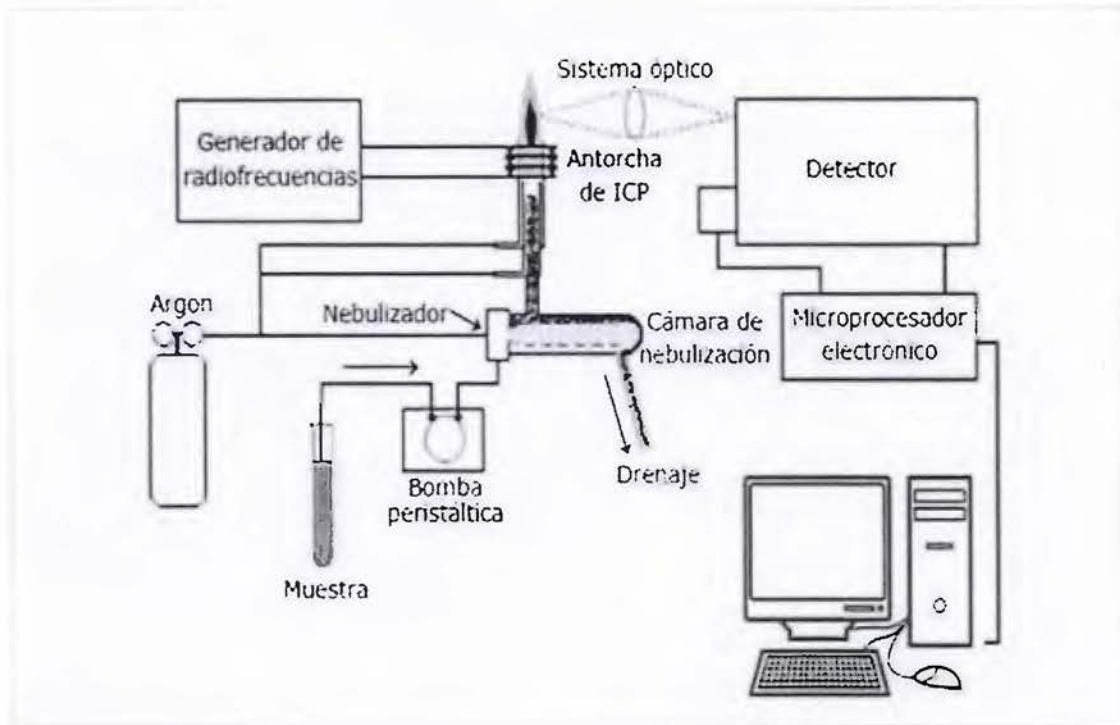 Sistema óptico
Generador de
radiofrecuencias
Antorcha
de ICP
Detector
Argon
Nebulizador
Cámara de
nebulización
Microprocesador
electrónico
Drenaje
Bomba
peristáltica
Muestra